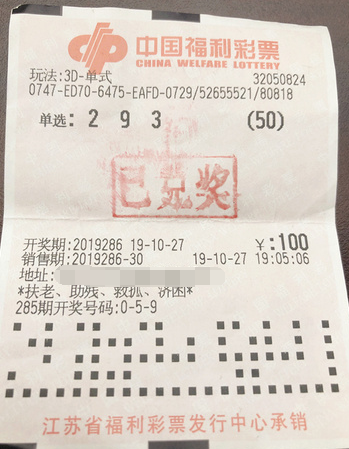 中国福利彩票
CHINA WELFARE LOTTERY
玩法:3D-单式 32050824
0747-ED70-6475-EAFD-0729/52655521/80818
单选: 2 9 3 (50)
已兑奖
开奖期:2019286 19-10-27 ¥:100
销售期:2019286-30 19-10-27 19:05:06
地址:
*扶老、助残、救孤、济困*
285期开奖号码:0-5-9
江苏省福利彩票发行中心承销